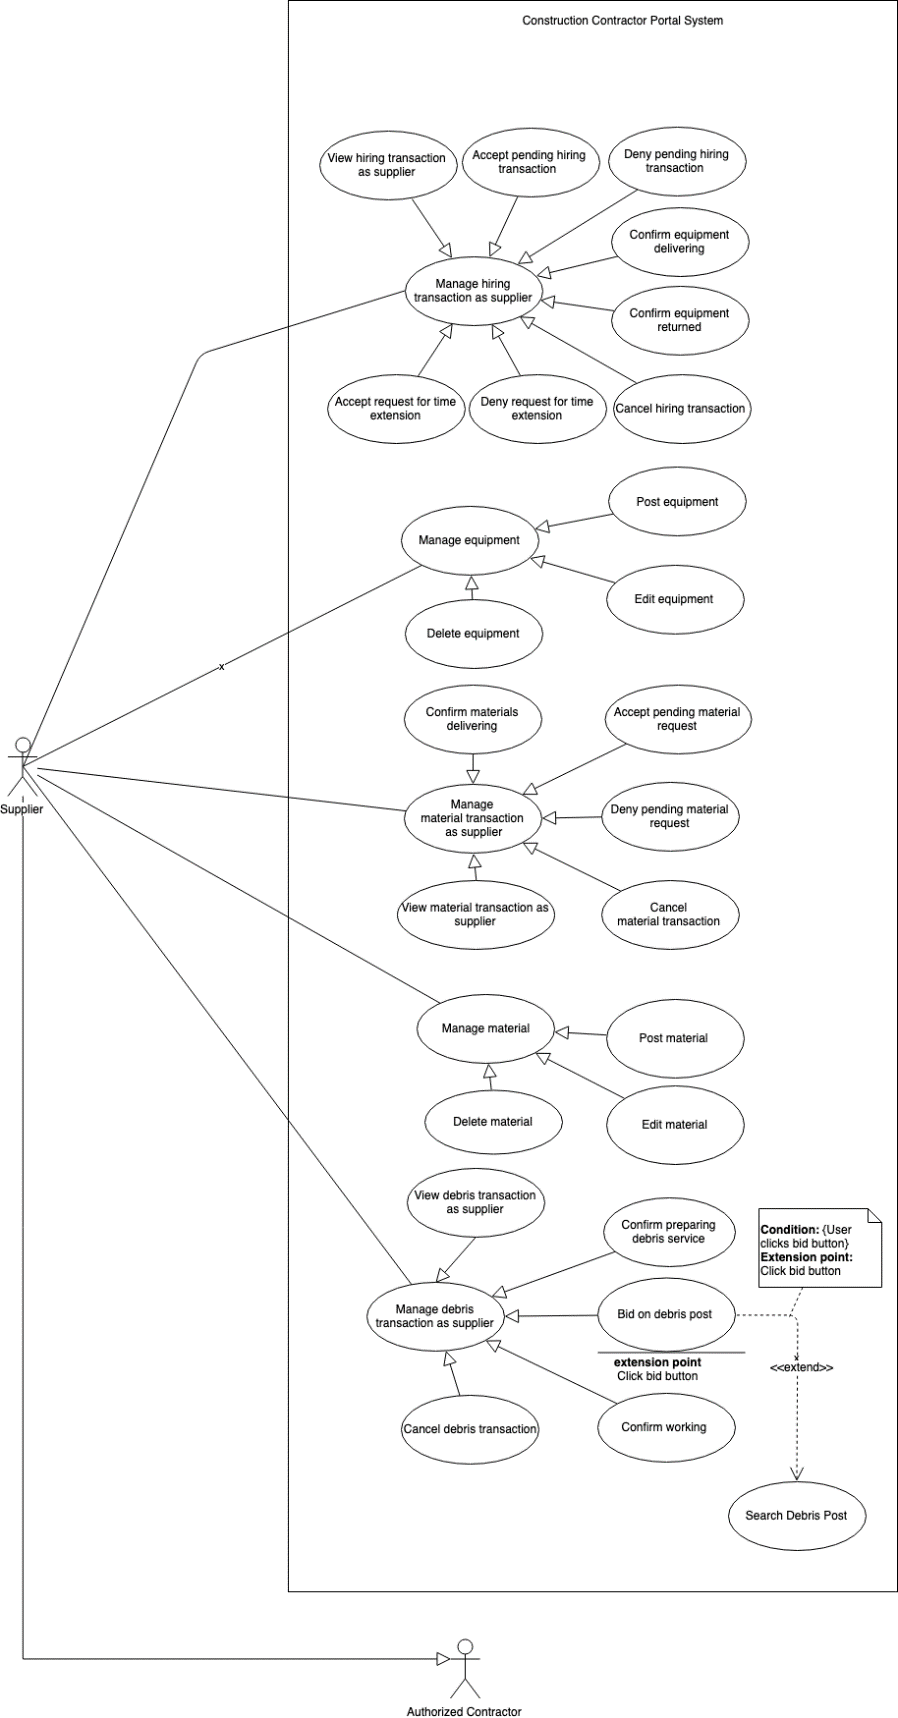 Construction Contractor Portal System
View hiring transaction
as supplier
Accept pending hiring
transaction
Deny pending hiring
transaction
Confirm equipment
delivering
Manage hiring
transaction as supplier
Confirm equipment
returned
Accept request for time
extension
Deny request for time
extension
Cancel hiring transaction
Post equipment
Manage equipment
Edit equipment
Delete equipment
x
Confirm materials
delivering
Accept pending material
request
Supplier
Manage
material transaction
as supplier
Deny pending material
request
View material transaction as
supplier
Cancel
material transaction
Manage material
Post material
Delete material
Edit material
View debris transaction
as supplier
Confirm preparing
debris service
Condition: {User
clicks bid button}
Extension point:
Click bid button
Manage debris
transaction as supplier
Bid on debris post
extension point
Click bid button
<<extend>>
Cancel debris transaction
Confirm working
Search Debris Post
Authorized Contractor